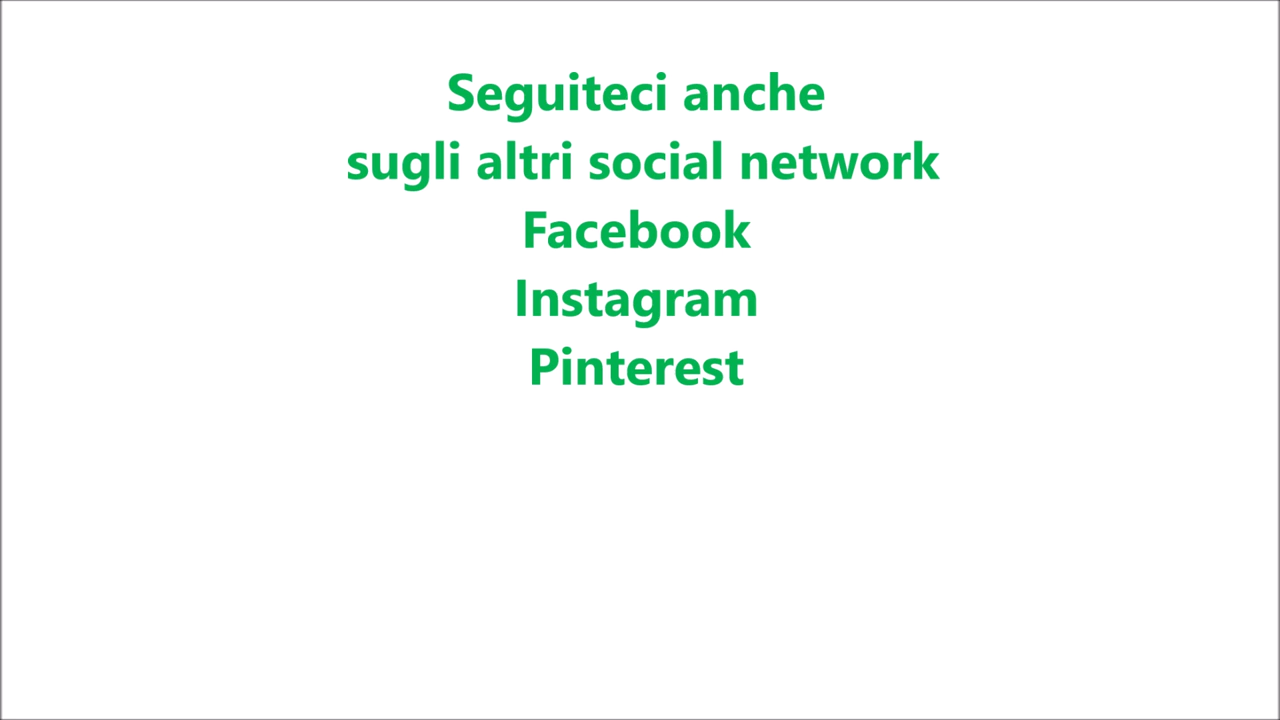 Seguiteci anche
sugli altri social network
Facebook
Instagram
Pinterest